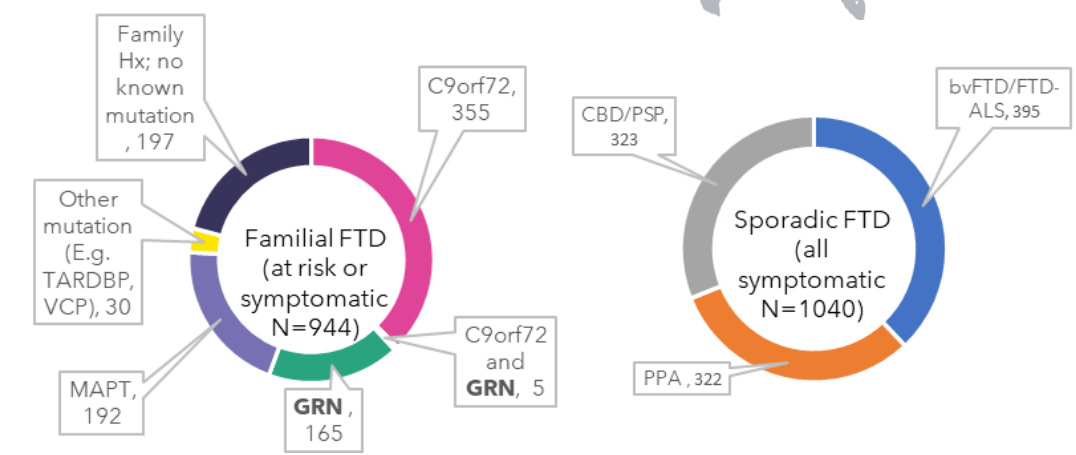 Family
Hx; no
known
mutation
, 197
C9orf72,
355
Other
mutation
(E.g.
TARDBP,
VCP), 30
Familial FTD
(at risk or
symptomatic
N=944)
MAPT,
192
GRN ,
165
C9orf72
and
GRN, 5
CBD/PSP,
323
bvFTD/FTD-
ALS, 395
Sporadic FTD
(all
symptomatic
N=1040)
PPA , 322